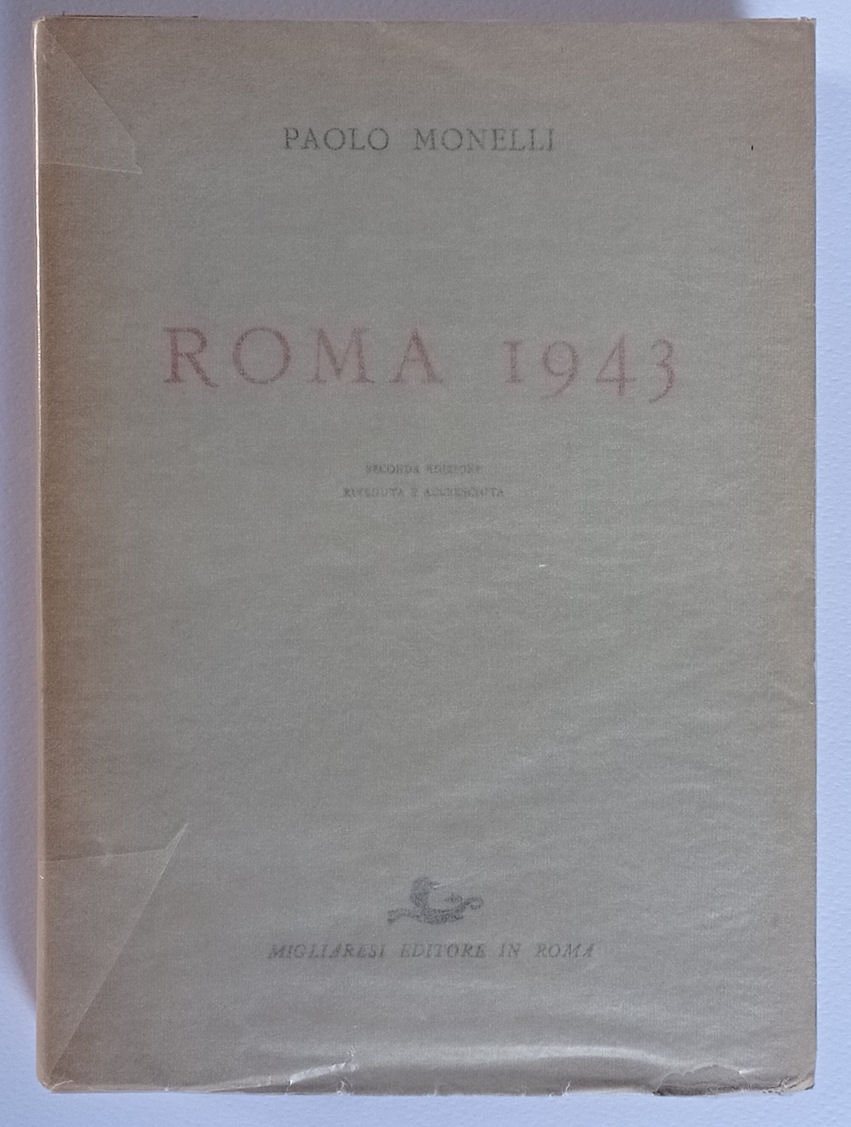 PAOLO MONELLI
ROMA 1943
SECONDA EDIZIONE
RIVEDUTA E ACCRESCIUTA
MIGLIARESI EDITORE IN ROMA